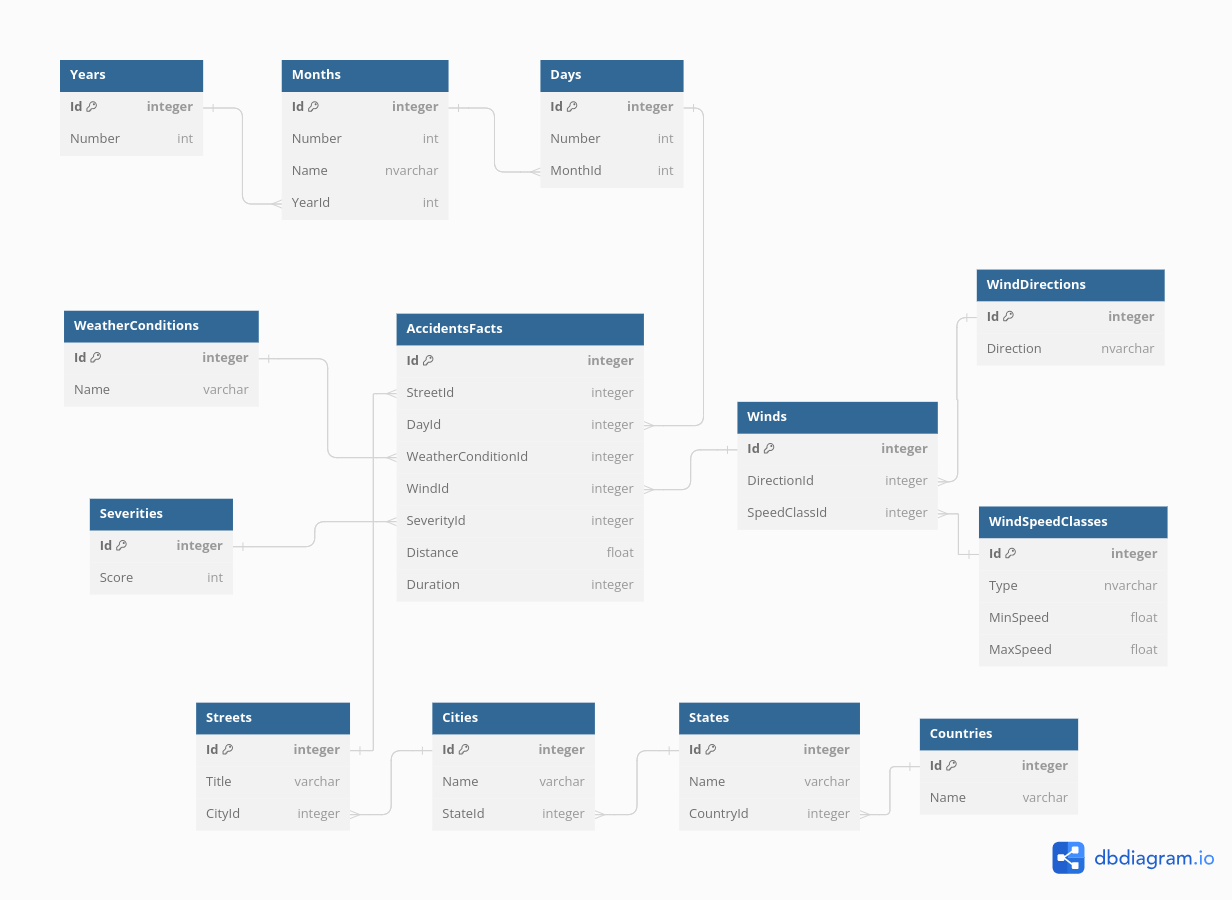 Years
Id integer
Number int
Months
Id integer
Number int
Name nvarchar
YearId int
Days
Id integer
Number int
MonthId int
WindDirections
Id integer
Direction nvarchar
WeatherConditions
Id integer
Name varchar
AccidentsFacts
Id integer
StreetId integer
DayId integer
WeatherConditionId integer
WindId integer
SeverityId integer
Distance float
Duration integer
Winds
Id integer
DirectionId integer
SpeedClassId integer
Severities
Id integer
Score int
WindSpeedClasses
Id integer
Type nvarchar
MinSpeed float
MaxSpeed float
Streets
Id integer
Title varchar
CityId integer
Cities
Id integer
Name varchar
StateId integer
States
Id integer
Name varchar
CountryId integer
Countries
Id integer
Name varchar
dbdiagram.io